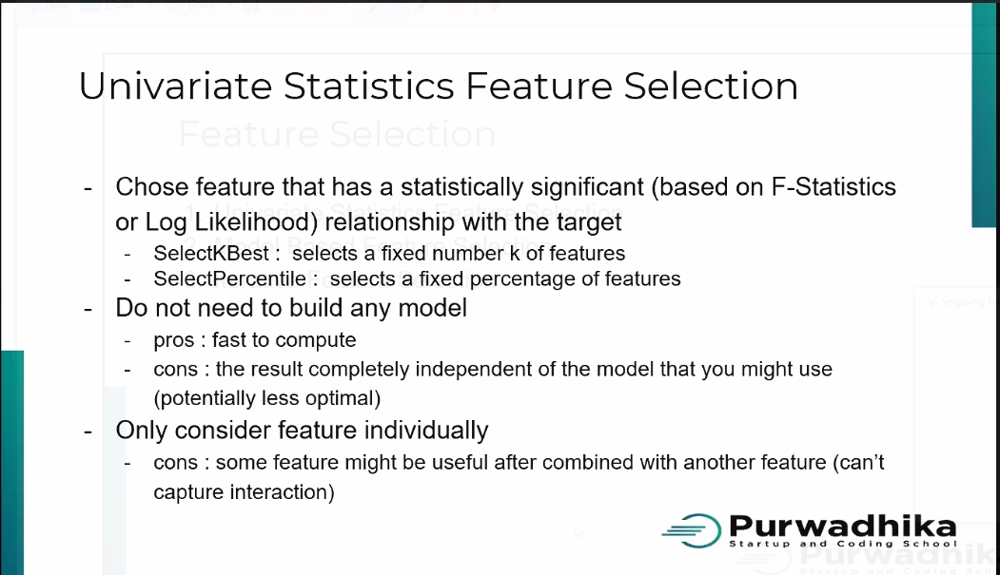 Univariate Statistics Feature Selection
Feature Selection
- Chose feature that has a statistically significant (based on F-Statistics
or Log Likelihood) relationship with the target
- SelectKBest : selects a fixed number k of features
- SelectPercentile : selects a fixed percentage of features
- Do not need to build any model
- pros : fast to compute
- cons : the result completely independent of the model that you might use
(potentially less optimal)
- Only consider feature individually
- cons : some feature might be useful after combined with another feature (can't
capture interaction)
Purwadhika
Startup and Coding School